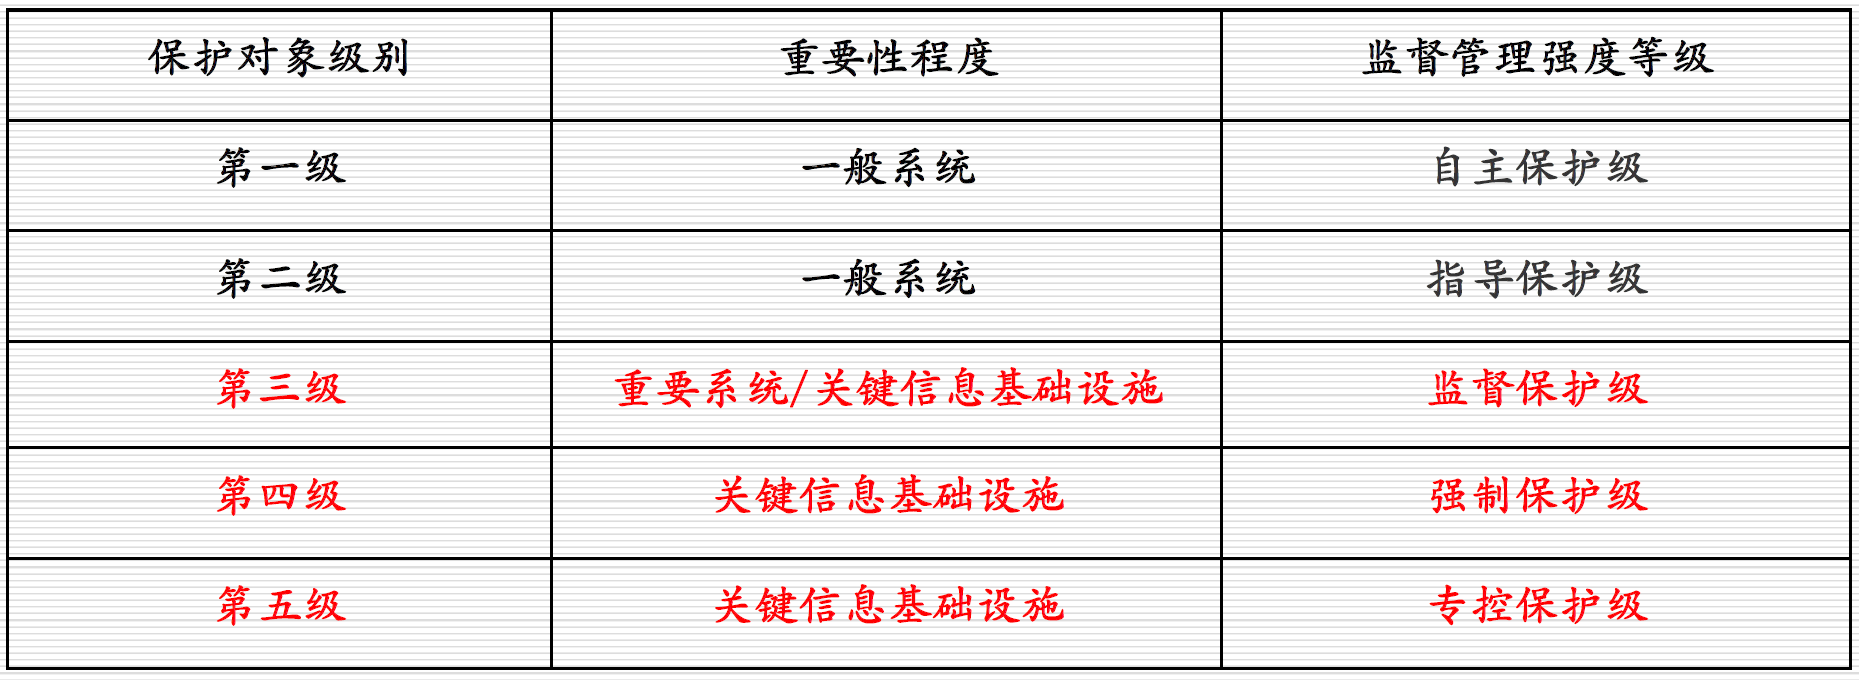 保护对象级别 重要性程度 监督管理强度等级
第一级 一般系统 自主保护级
第二级 一般系统 指导保护级
第三级 重要系统/关键信息基础设施 监督保护级
第四级 关键信息基础设施 强制保护级
第五级 关键信息基础设施 专控保护级